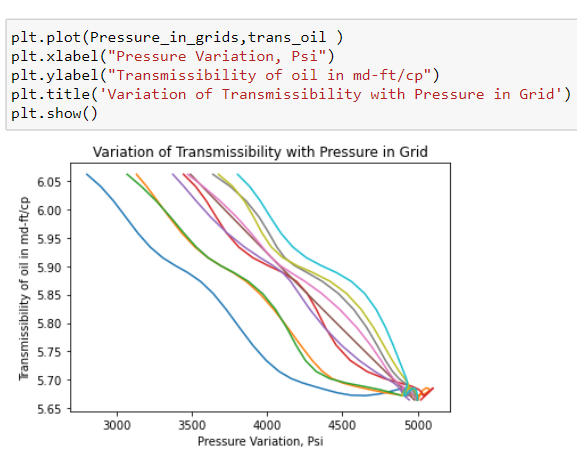 plt.plot(Pressure_in_grids,trans_oil )
plt.xlabel("Pressure Variation, Psi")
plt.ylabel("Transmissibility of oil in md-ft/cp")
plt.title('Variation of Transmissibility with Pressure in Grid')
plt.show()
Variation of Transmissibility with Pressure in Grid
Transmissibility of oil in md-ft/cp
6.05
6.00
5.95
5.90
5.85
5.80
5.75
5.70
5.65
3000 3500 4000 4500 5000
Pressure Variation, Psi